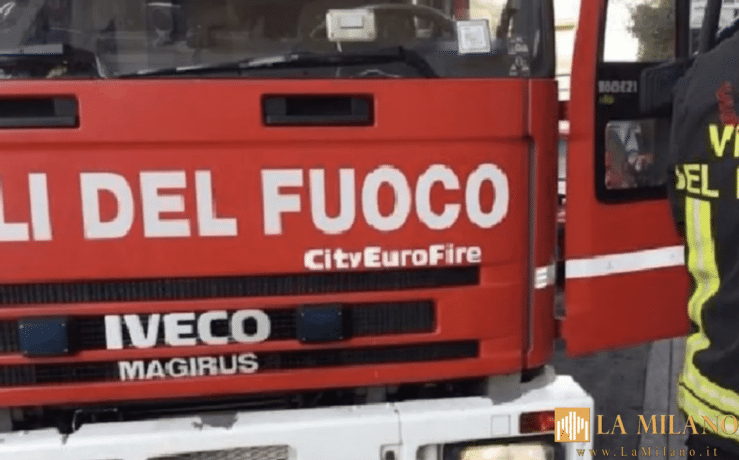 LI DEL FUOCO
CityEuroFire
IVECO
MAGIRUS
DEL
LA MILANO
www.LaMilano.it